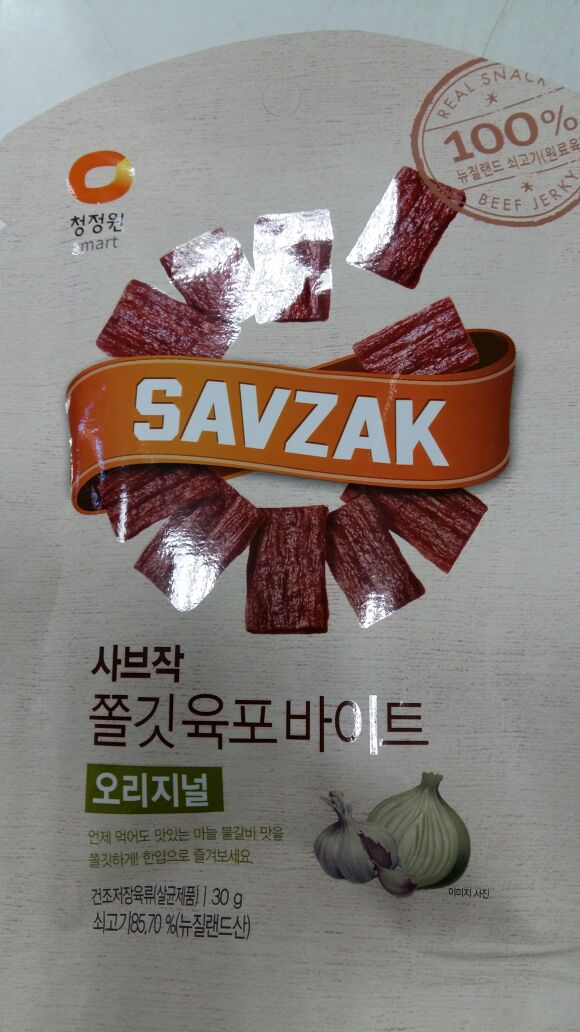 REAL SNACK
100%
뉴질랜드 쇠고기(원료육
BEEF JERKY
청정원
smart
SAVZAK
사브작
쫄깃육포바이트
오리지널
언제 먹어도 맛있는 마늘 불갈비 맛을
쫄깃하게! 한입으로 즐겨보세요.
이미지 사진
건조저장육류(살균제품) | 30 g
쇠고기85.70 %(뉴질랜드산)